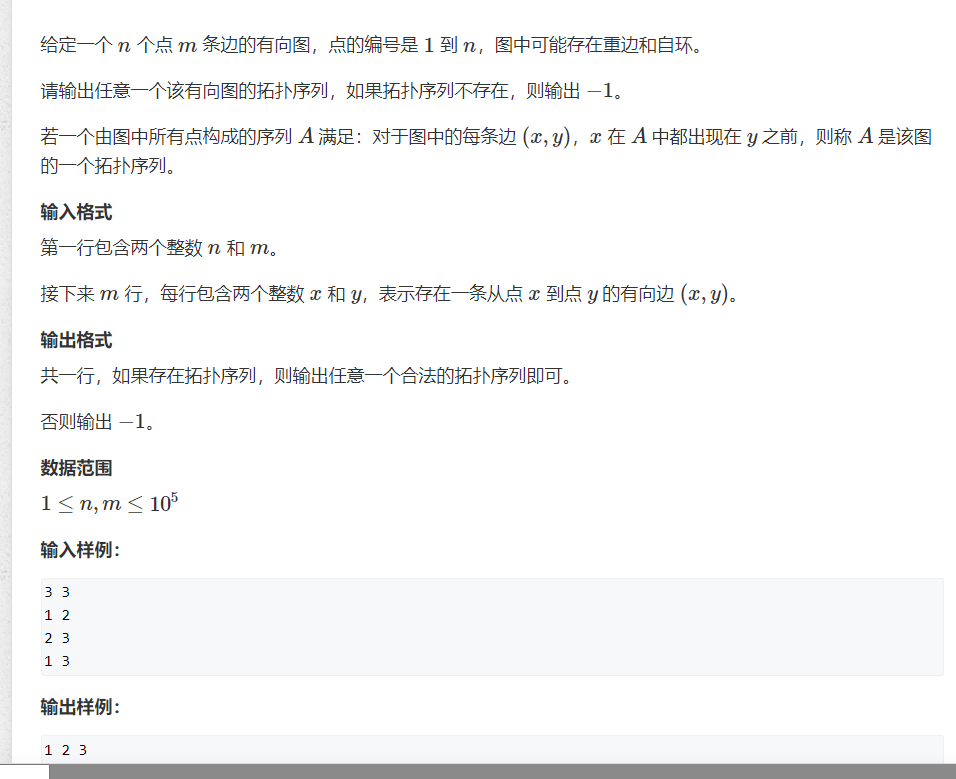 给定一个 n 个点 m 条边的有向图，点的编号是 1 到 n，图中可能存在重边和自环。
请输出任意一个该有向图的拓扑序列，如果拓扑序列不存在，则输出 −1。
若一个由图中所有点构成的序列 A 满足：对于图中的每条边 (x, y)，x 在 A 中都出现在 y 之前，则称 A 是该图
的一个拓扑序列。
输入格式
第一行包含两个整数 n 和 m。
接下来 m 行，每行包含两个整数 x 和 y，表示存在一条从点 x 到点 y 的有向边 (x, y)。
输出格式
共一行，如果存在拓扑序列，则输出任意一个合法的拓扑序列即可。
否则输出 −1。
数据范围
1 ≤ n, m ≤ 10⁵
输入样例：
3 3
1 2
2 3
1 3
输出样例：
1 2 3